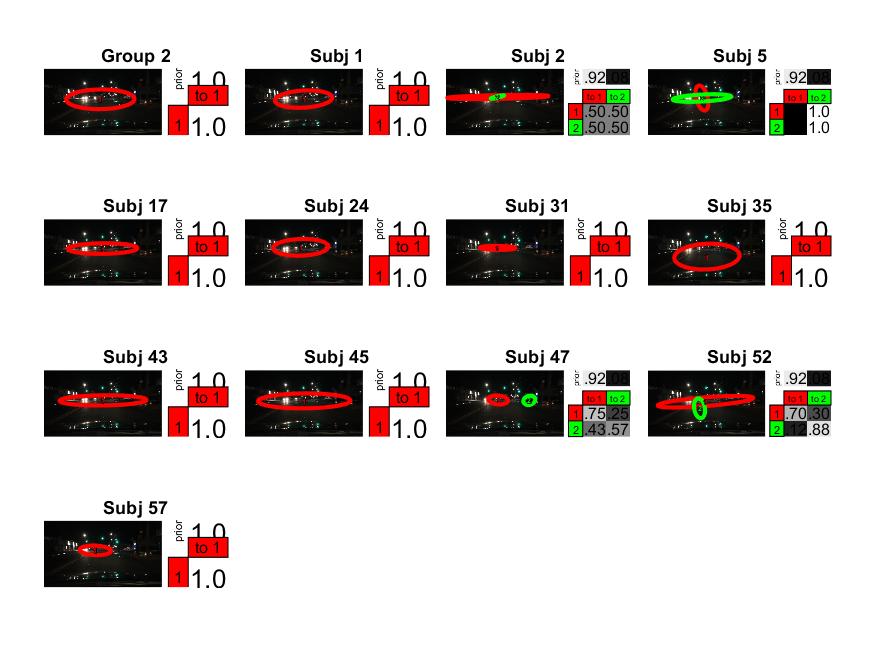 Group 2
prior 1.0
to 1
1 1.0
Subj 1
prior 1.0
to 1
1 1.0
Subj 2
prior .92 .08
to 1 to 2
1 .50 .50
2 .50 .50
Subj 5
prior .92 .08
to 1 to 2
1 1.0
2 1.0
Subj 17
prior 1.0
to 1
1 1.0
Subj 24
prior 1.0
to 1
1 1.0
Subj 31
prior 1.0
to 1
1 1.0
Subj 35
prior 1.0
to 1
1 1.0
Subj 43
prior 1.0
to 1
1 1.0
Subj 45
prior 1.0
to 1
1 1.0
Subj 47
prior .92 .08
to 1 to 2
1 .75 .25
2 .43 .57
Subj 52
prior .92 .08
to 1 to 2
1 .70 .30
2 .12 .88
Subj 57
prior 1.0
to 1
1 1.0